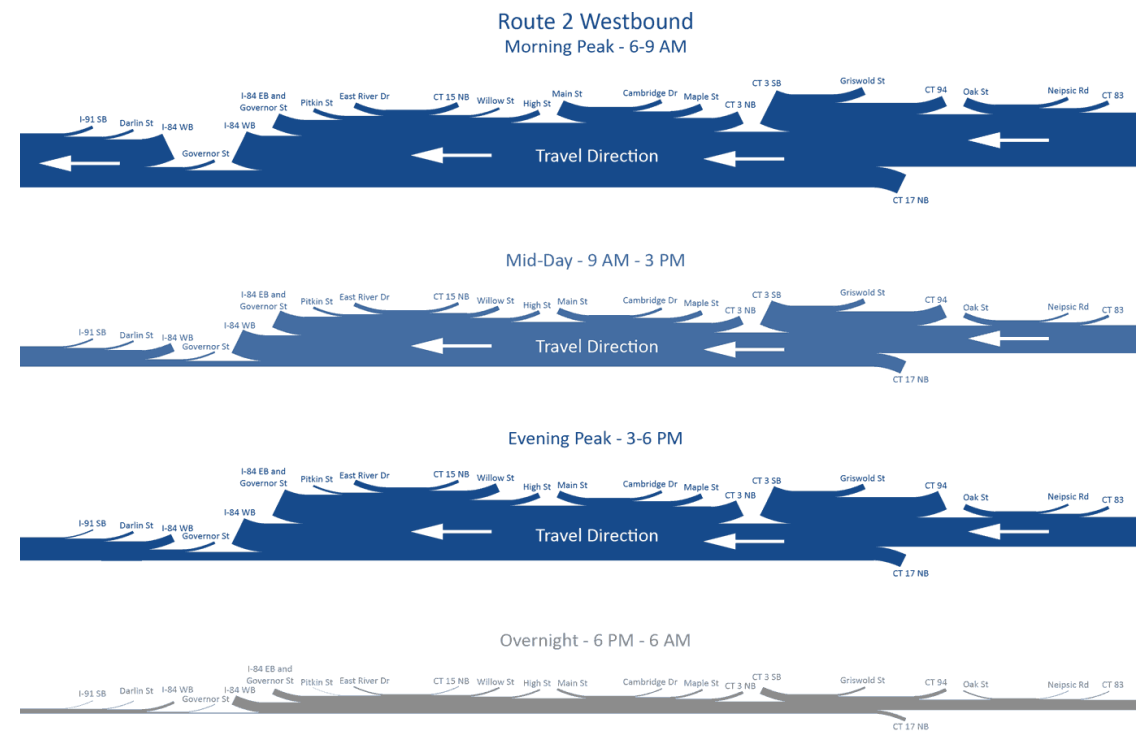 Route 2 Westbound
Morning Peak - 6-9 AM
I-91 SB
Darlin St
I-84 WB
Governor St
I-84 WB
I-84 EB and
Governor St
Pitkin St
East River Dr
CT 15 NB
Willow St
High St
Main St
Cambridge Dr
Maple St
CT 3 NB
CT 3 SB
Griswold St
CT 94
Oak St
Neipsic Rd
CT 83
Travel Direction
CT 17 NB
Mid-Day - 9 AM - 3 PM
I-91 SB
Darlin St
I-84 WB
Governor St
I-84 WB
I-84 EB and
Governor St
Pitkin St
East River Dr
CT 15 NB
Willow St
High St
Main St
Cambridge Dr
Maple St
CT 3 NB
CT 3 SB
Griswold St
CT 94
Oak St
Neipsic Rd
CT 83
Travel Direction
CT 17 NB
Evening Peak - 3-6 PM
I-91 SB
Darlin St
I-84 WB
Governor St
I-84 WB
I-84 EB and
Governor St
Pitkin St
East River Dr
CT 15 NB
Willow St
High St
Main St
Cambridge Dr
Maple St
CT 3 NB
CT 3 SB
Griswold St
CT 94
Oak St
Neipsic Rd
CT 83
Travel Direction
CT 17 NB
Overnight - 6 PM - 6 AM
I-91 SB
Darlin St
I-84 WB
Governor St
I-84 WB
I-84 EB and
Governor St
Pitkin St
East River Dr
CT 15 NB
Willow St
High St
Main St
Cambridge Dr
Maple St
CT 3 NB
CT 3 SB
Griswold St
CT 94
Oak St
Neipsic Rd
CT 83
CT 17 NB